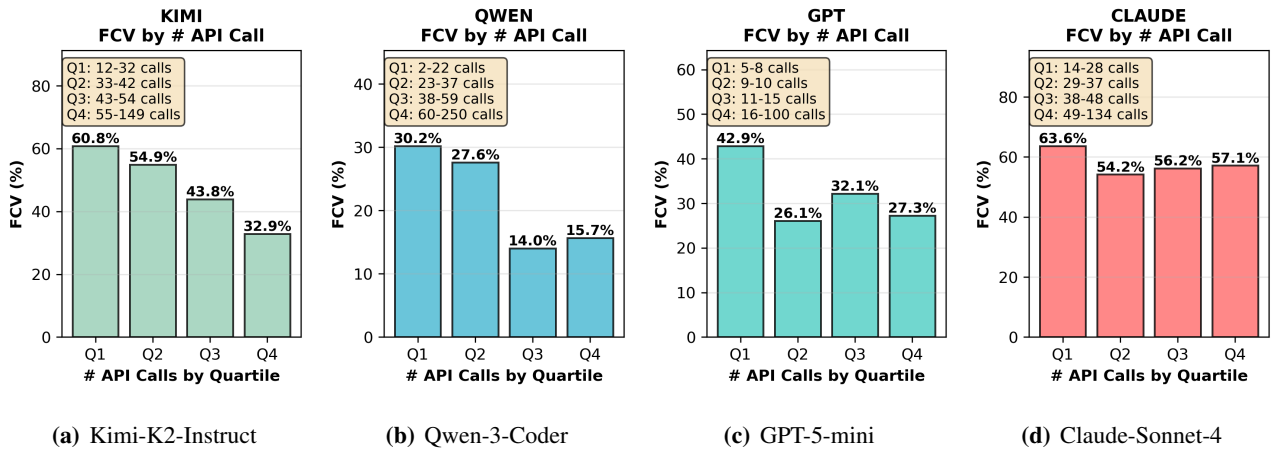 KIMI
FCV by # API Call
FCV (%)
80
60
40
20
0
Q1: 12-32 calls
Q2: 33-42 calls
Q3: 43-54 calls
Q4: 55-149 calls
60.8%
54.9%
43.8%
32.9%
Q1 Q2 Q3 Q4
# API Calls by Quartile
(a) Kimi-K2-Instruct
QWEN
FCV by # API Call
FCV (%)
40
30
20
10
0
Q1: 2-22 calls
Q2: 23-37 calls
Q3: 38-59 calls
Q4: 60-250 calls
30.2%
27.6%
14.0%
15.7%
Q1 Q2 Q3 Q4
# API Calls by Quartile
(b) Qwen-3-Coder
GPT
FCV by # API Call
FCV (%)
60
50
40
30
20
10
0
Q1: 5-8 calls
Q2: 9-10 calls
Q3: 11-15 calls
Q4: 16-100 calls
42.9%
26.1%
32.1%
27.3%
Q1 Q2 Q3 Q4
# API Calls by Quartile
(c) GPT-5-mini
CLAUDE
FCV by # API Call
FCV (%)
80
60
40
20
0
Q1: 14-28 calls
Q2: 29-37 calls
Q3: 38-48 calls
Q4: 49-134 calls
63.6%
54.2%
56.2%
57.1%
Q1 Q2 Q3 Q4
# API Calls by Quartile
(d) Claude-Sonnet-4